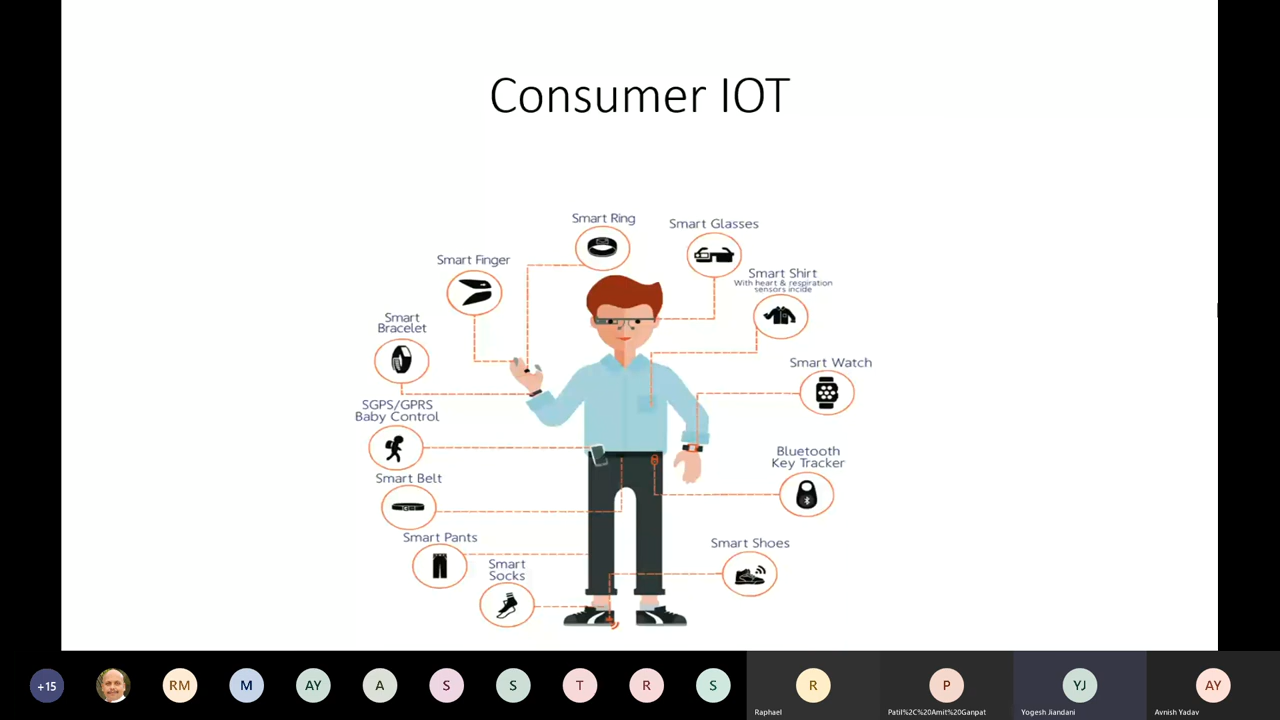 Consumer IOT
Smart Ring
Smart Glasses
Smart Finger
Smart Shirt
With heart & respiration
sensors incide
Smart
Bracelet
Smart Watch
SGPS/GPRS
Baby Control
Bluetooth
Key Tracker
Smart Belt
Smart Pants
Smart Shoes
Smart
Socks
+15
RM
M
AY
A
S
S
T
R
S
R
P
YJ
AY
Raphael
Patil%2C%20Amit%20Ganpat
Yogesh Jiandani
Avnish Yadav